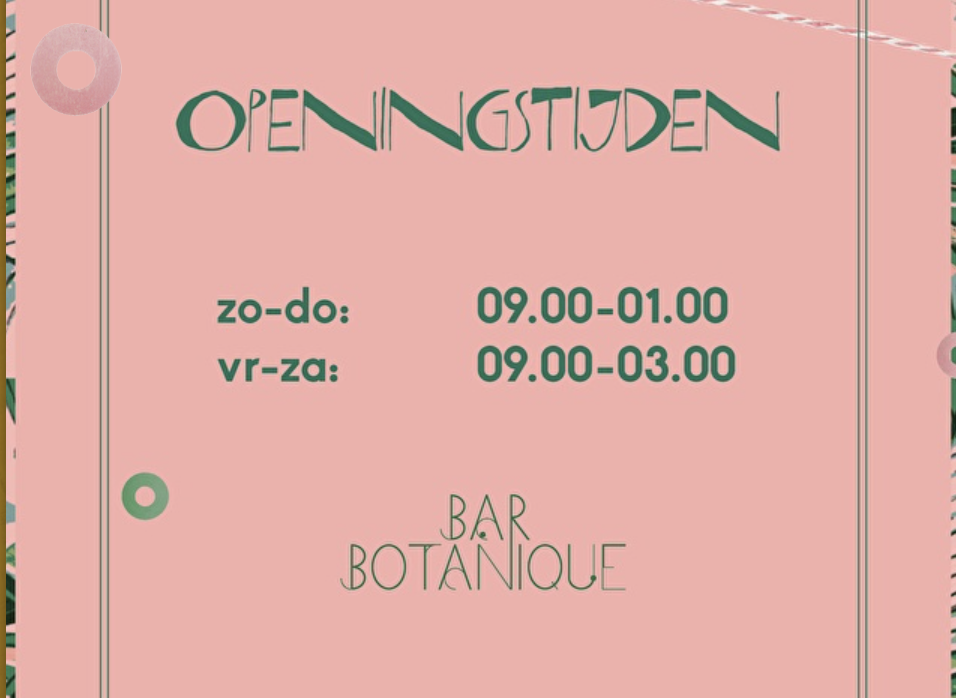 OPENINGSTIJDEN
zo-do: 09.00-01.00
vr-za: 09.00-03.00
BAR
BOTANIQUE